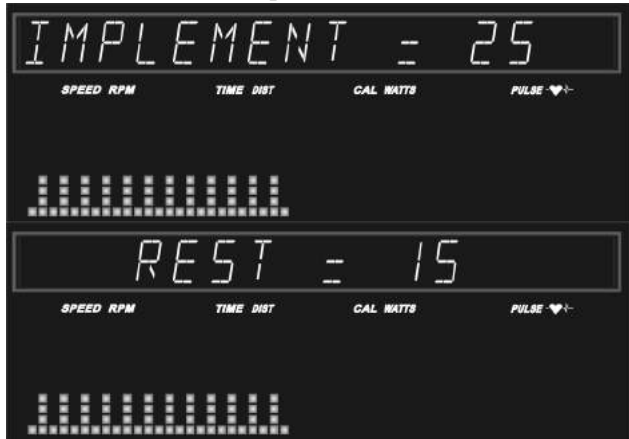 IMPLEMENT = 25
SPEED RPM TIME DIST CAL WATTS PULSE
REST = 15
SPEED RPM TIME DIST CAL WATTS PULSE